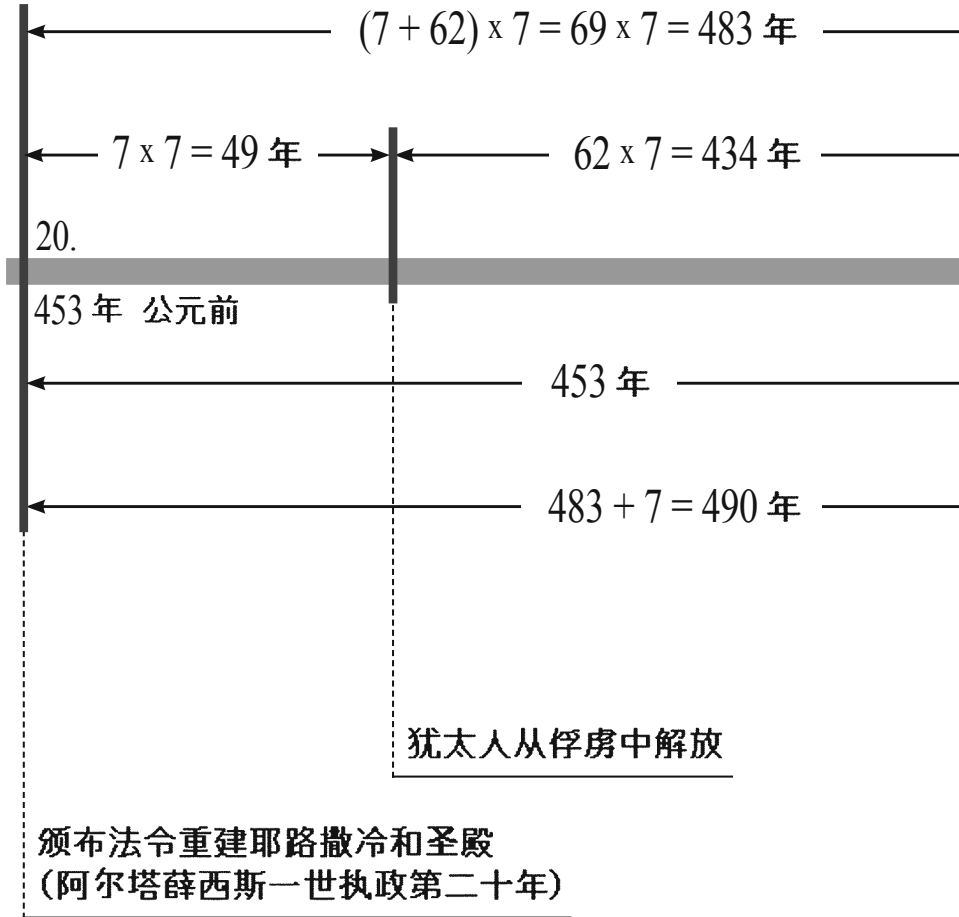 (7 + 62) x 7 = 69 x 7 = 483 年
7 x 7 = 49 年
62 x 7 = 434 年
20.
453 年 公元前
453 年
483 + 7 = 490 年
犹太人从俘虏中解放
颁布法令重建耶路撒冷和圣殿
(阿尔塔薛西斯一世执政第二十年)